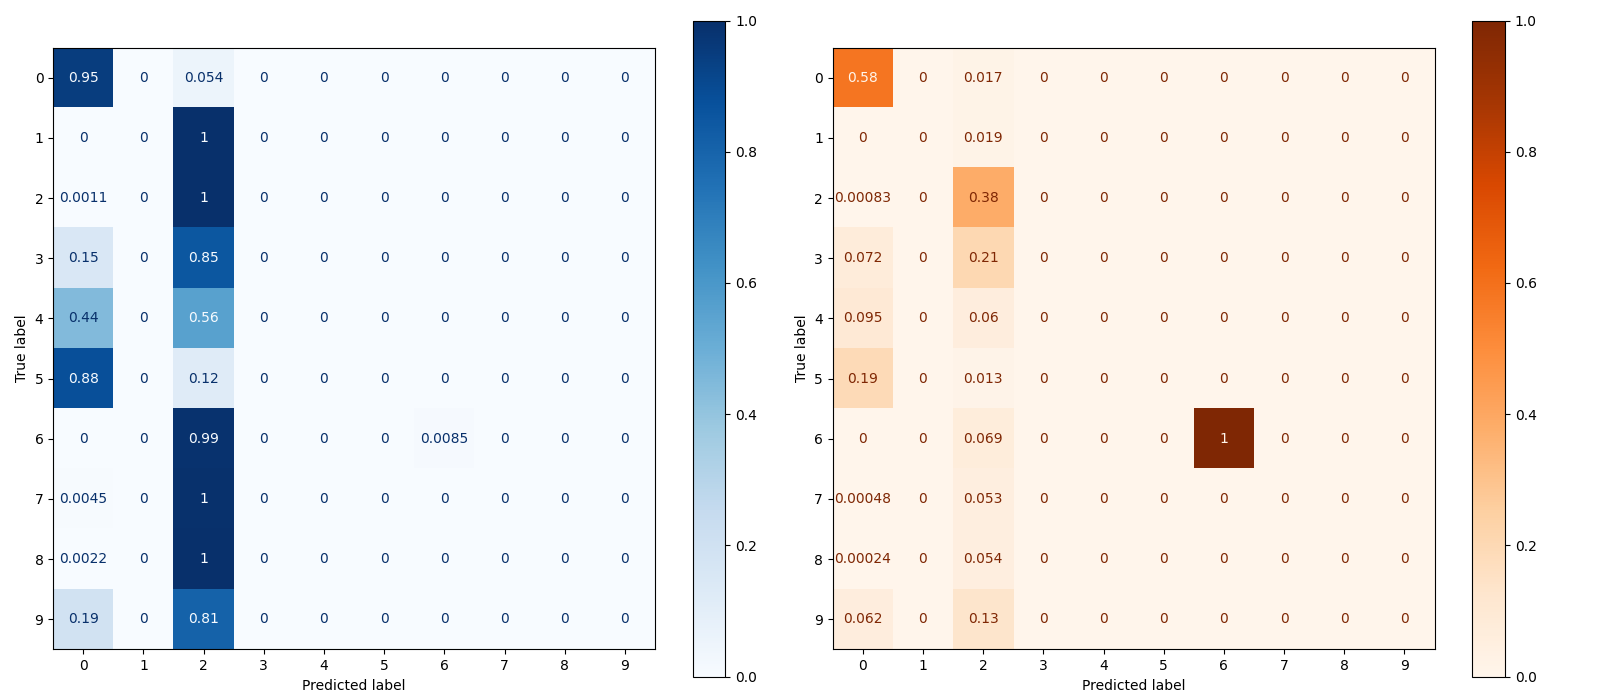 1.0 1.0
0 0.95 0 0.054 0 0 0 0 0 0 0 0 0.58 0 0.017 0 0 0 0 0 0 0
1 0 0 1 0 0 0 0 0 0 0 1 0 0 0.019 0 0 0 0 0 0 0
0.8 0.8
2 0.0011 0 1 0 0 0 0 0 0 0 2 0.00083 0 0.38 0 0 0 0 0 0 0
3 0.15 0 0.85 0 0 0 0 0 0 0 3 0.072 0 0.21 0 0 0 0 0 0 0
0.6 0.6
4 0.44 0 0.56 0 0 0 0 0 0 0 4 0.095 0 0.06 0 0 0 0 0 0 0
True label True label
5 0.88 0 0.12 0 0 0 0 0 0 0 5 0.19 0 0.013 0 0 0 0 0 0 0
0.4 0.4
6 0 0 0.99 0 0 0 0.0085 0 0 0 6 0 0 0.069 0 0 0 1 0 0 0
7 0.0045 0 1 0 0 0 0 0 0 0 7 0.00048 0 0.053 0 0 0 0 0 0 0
0.2 0.2
8 0.0022 0 1 0 0 0 0 0 0 0 8 0.00024 0 0.054 0 0 0 0 0 0 0
9 0.19 0 0.81 0 0 0 0 0 0 0 9 0.062 0 0.13 0 0 0 0 0 0 0
0 1 2 3 4 5 6 7 8 9 0 1 2 3 4 5 6 7 8 9
0.0 0.0
Predicted label Predicted label